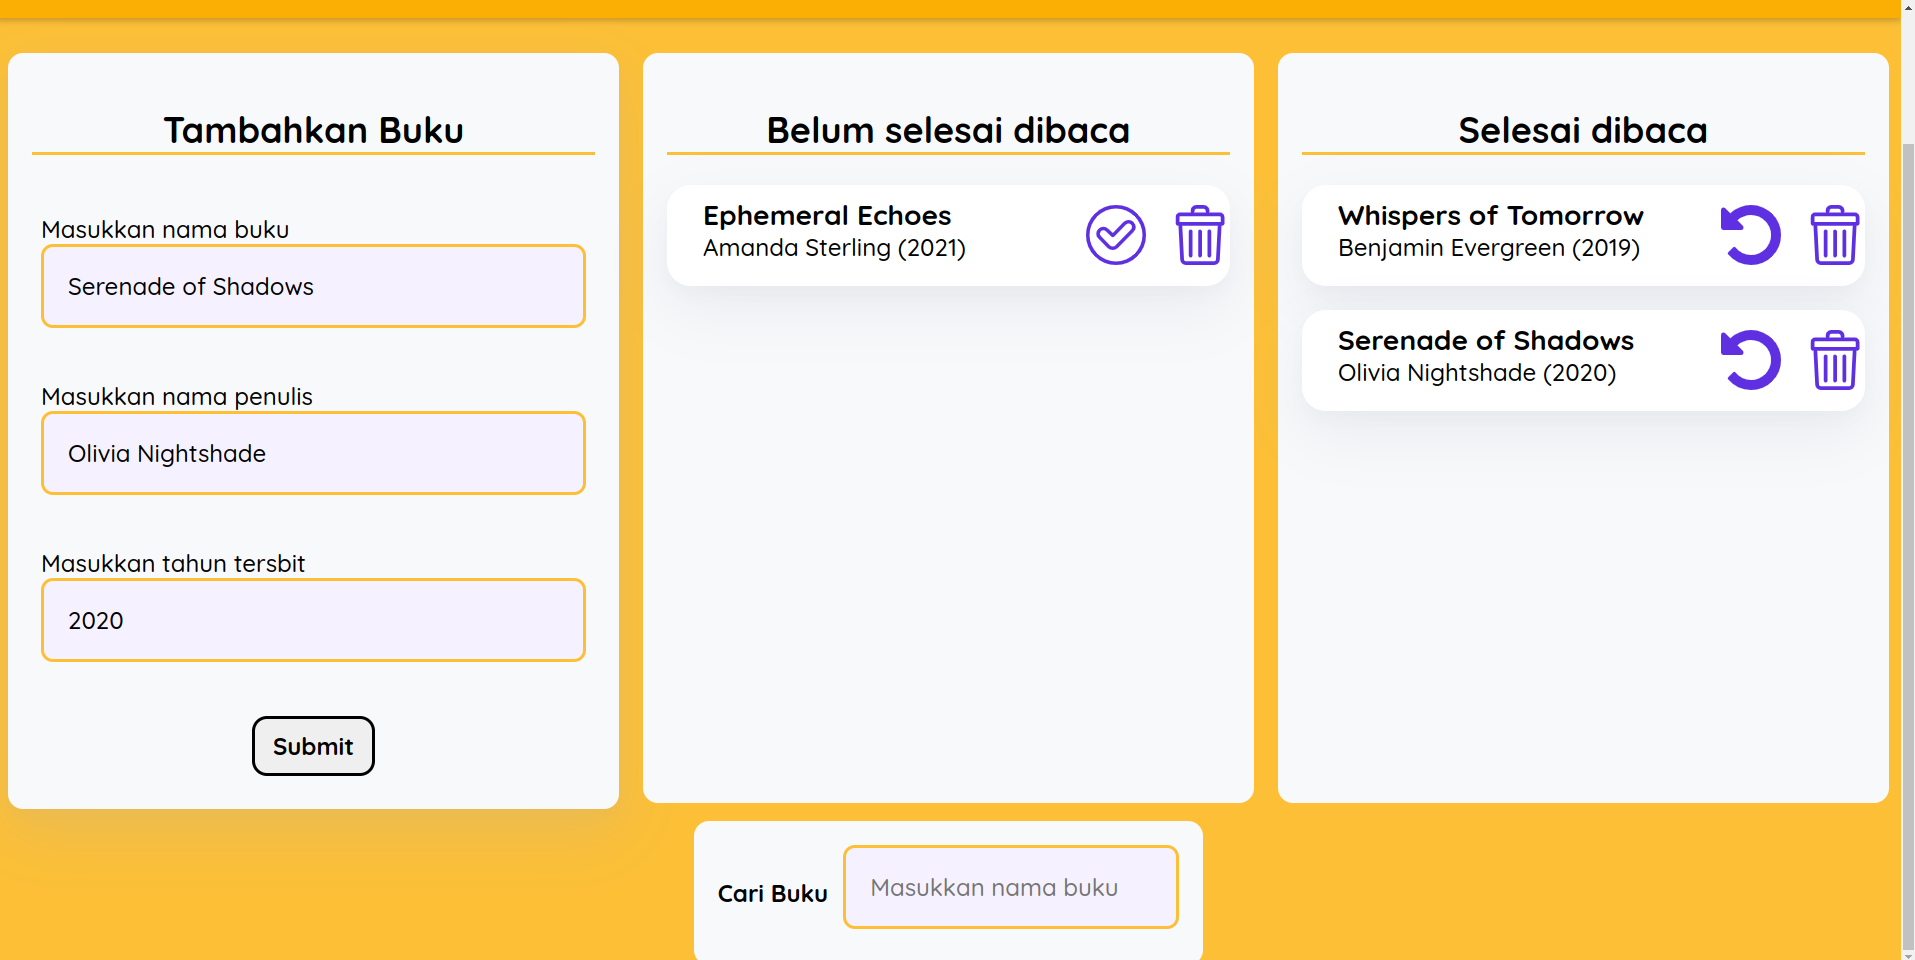 Tambahkan Buku
Masukkan nama buku
Serenade of Shadows
Masukkan nama penulis
Olivia Nightshade
Masukkan tahun tersbit
2020
Submit
Belum selesai dibaca
Ephemeral Echoes
Amanda Sterling (2021)
Selesai dibaca
Whispers of Tomorrow
Benjamin Evergreen (2019)
Serenade of Shadows
Olivia Nightshade (2020)
Cari Buku
Masukkan nama buku